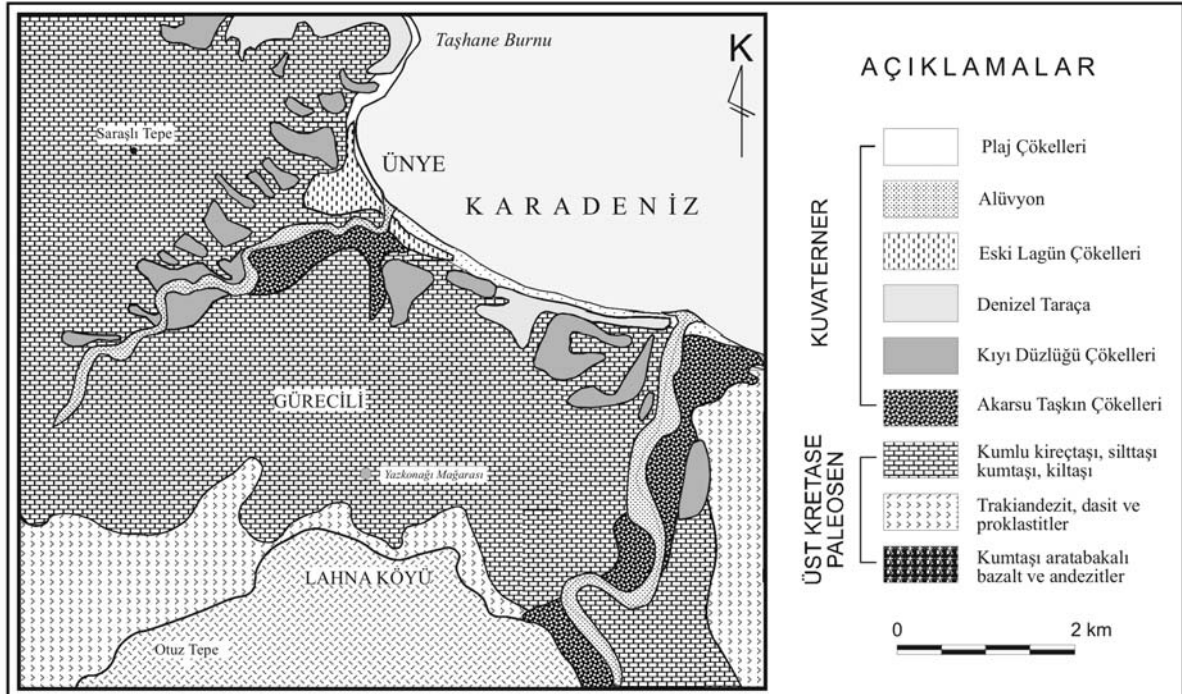 Taşhane Burnu
K
Saraşlı Tepe
ÜNYE
KARADENİZ
GÜRECİLİ
Yazkonağı Mağarası
LAHNA KÖYÜ
Otuz Tepe
AÇIKLAMALAR
KUVATERNER
Plaj Çökelleri
Alüvyon
Eski Lagün Çökelleri
Denizel Taraça
Kıyı Düzlüğü Çökelleri
Akarsu Taşkın Çökelleri
ÜST KRETASE
PALEOSEN
Kumlu kireçtaşı, silttaşı
kumtaşı, kiltaşı
Trakiandezit, dasit ve
proklastitler
Kumtaşı aratabakalı
bazalt ve andezitler
0 2 km